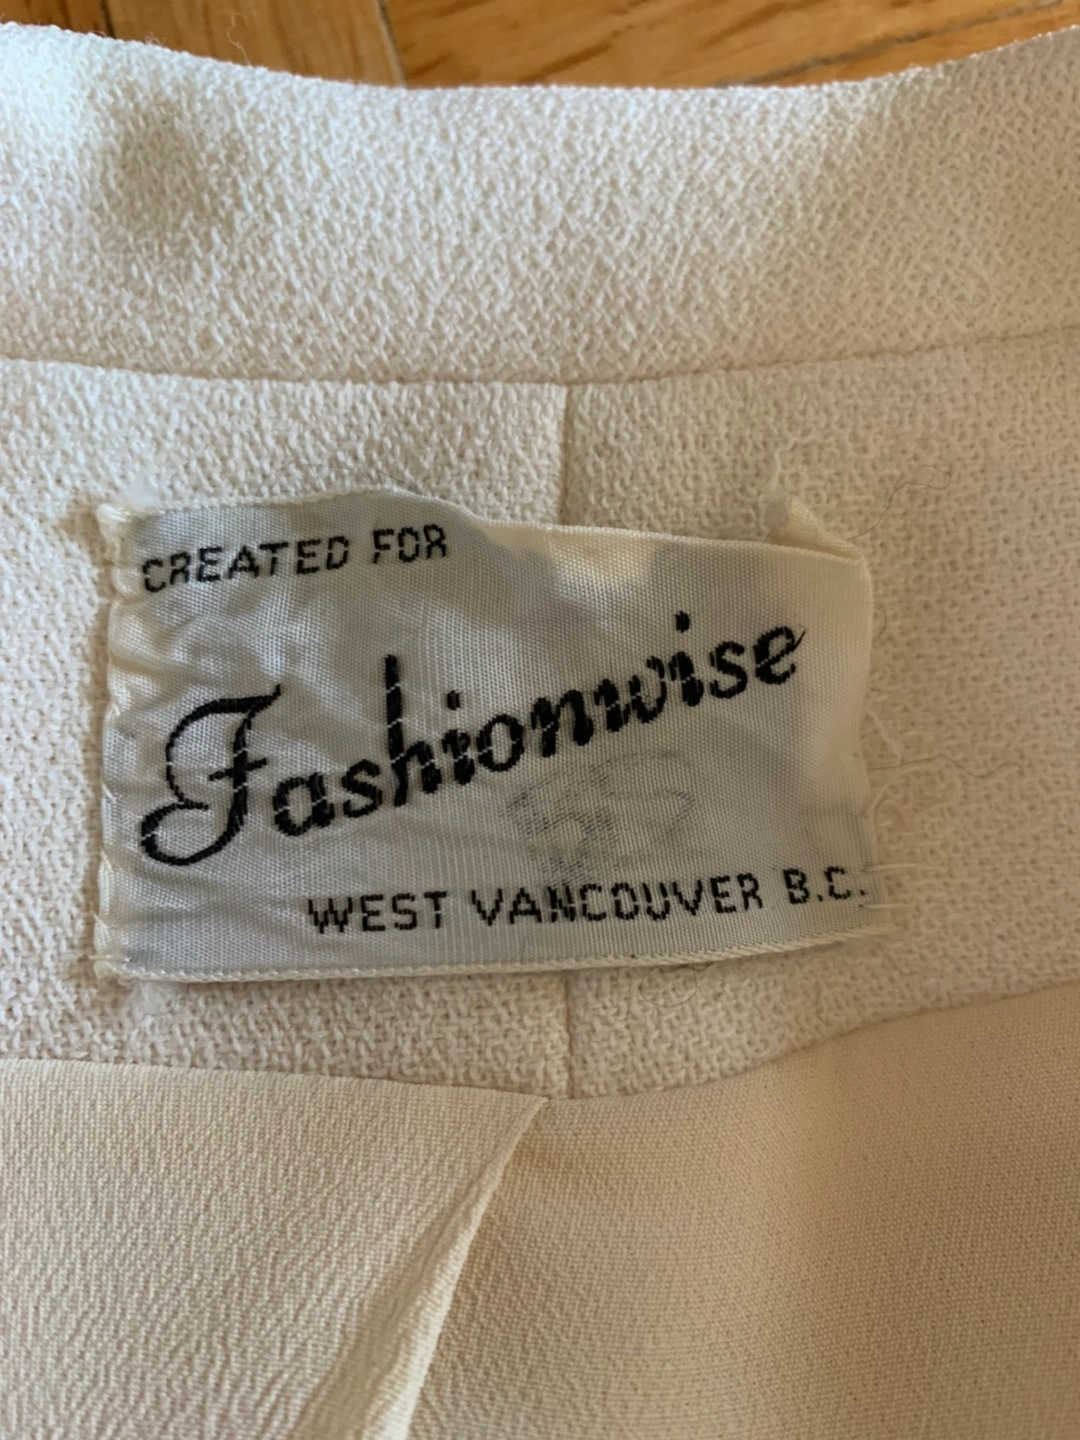 CREATED FOR
Fashionwise
WEST VANCOUVER B.C.